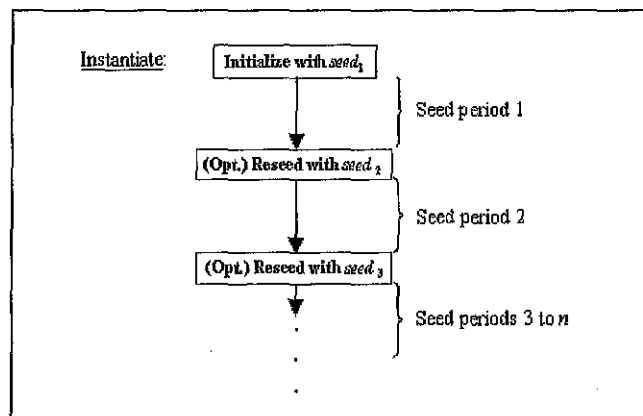 Instantiate: Initialize with seed1
Seed period 1
(Opt.) Reseed with seed2
Seed period 2
(Opt.) Reseed with seed3
Seed periods 3 to n